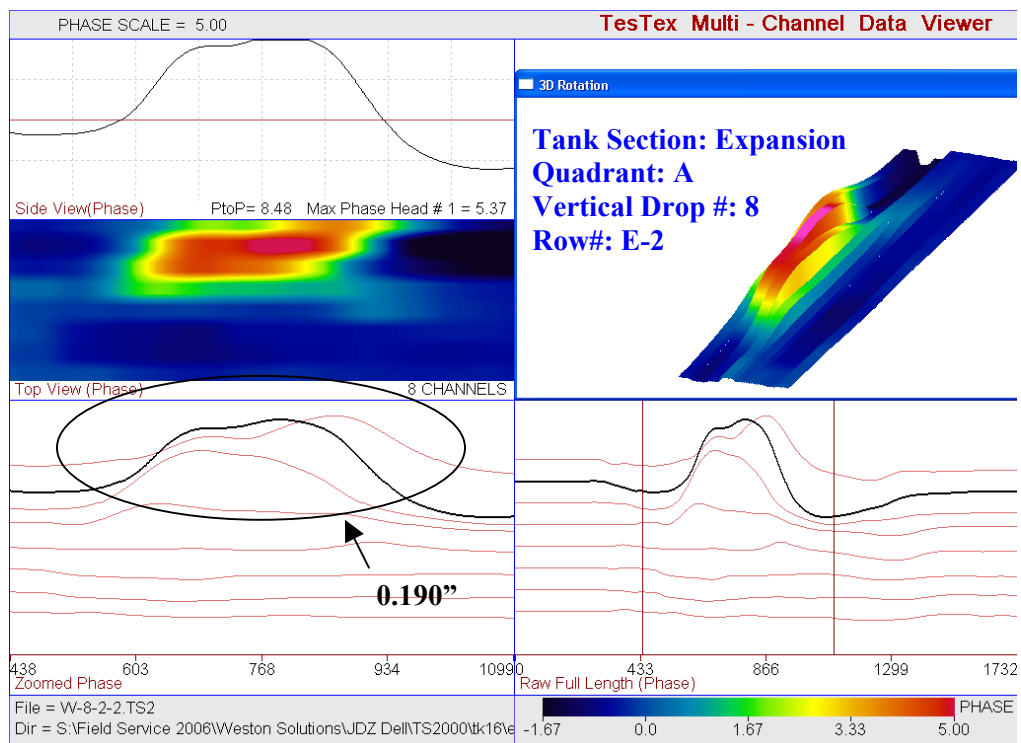 PHASE SCALE = 5.00
TesTex Multi - Channel Data Viewer
3D Rotation
Tank Section: Expansion
Quadrant: A
Vertical Drop #: 8
Row#: E-2
Side View(Phase) PtoP= 8.48 Max Phase Head # 1 = 5.37
Top View (Phase) 8 CHANNELS
0.190”
438 603 768 934 1099
0 433 866 1299 1732
Zoomed Phase
Raw Full Length (Phase)
File = W-8-2-2.TS2
Dir = S:\Field Service 2006\Weston Solutions\JDZ Dell\TS2000\tk16\e
PHASE
-1.67 0.0 1.67 3.33 5.00